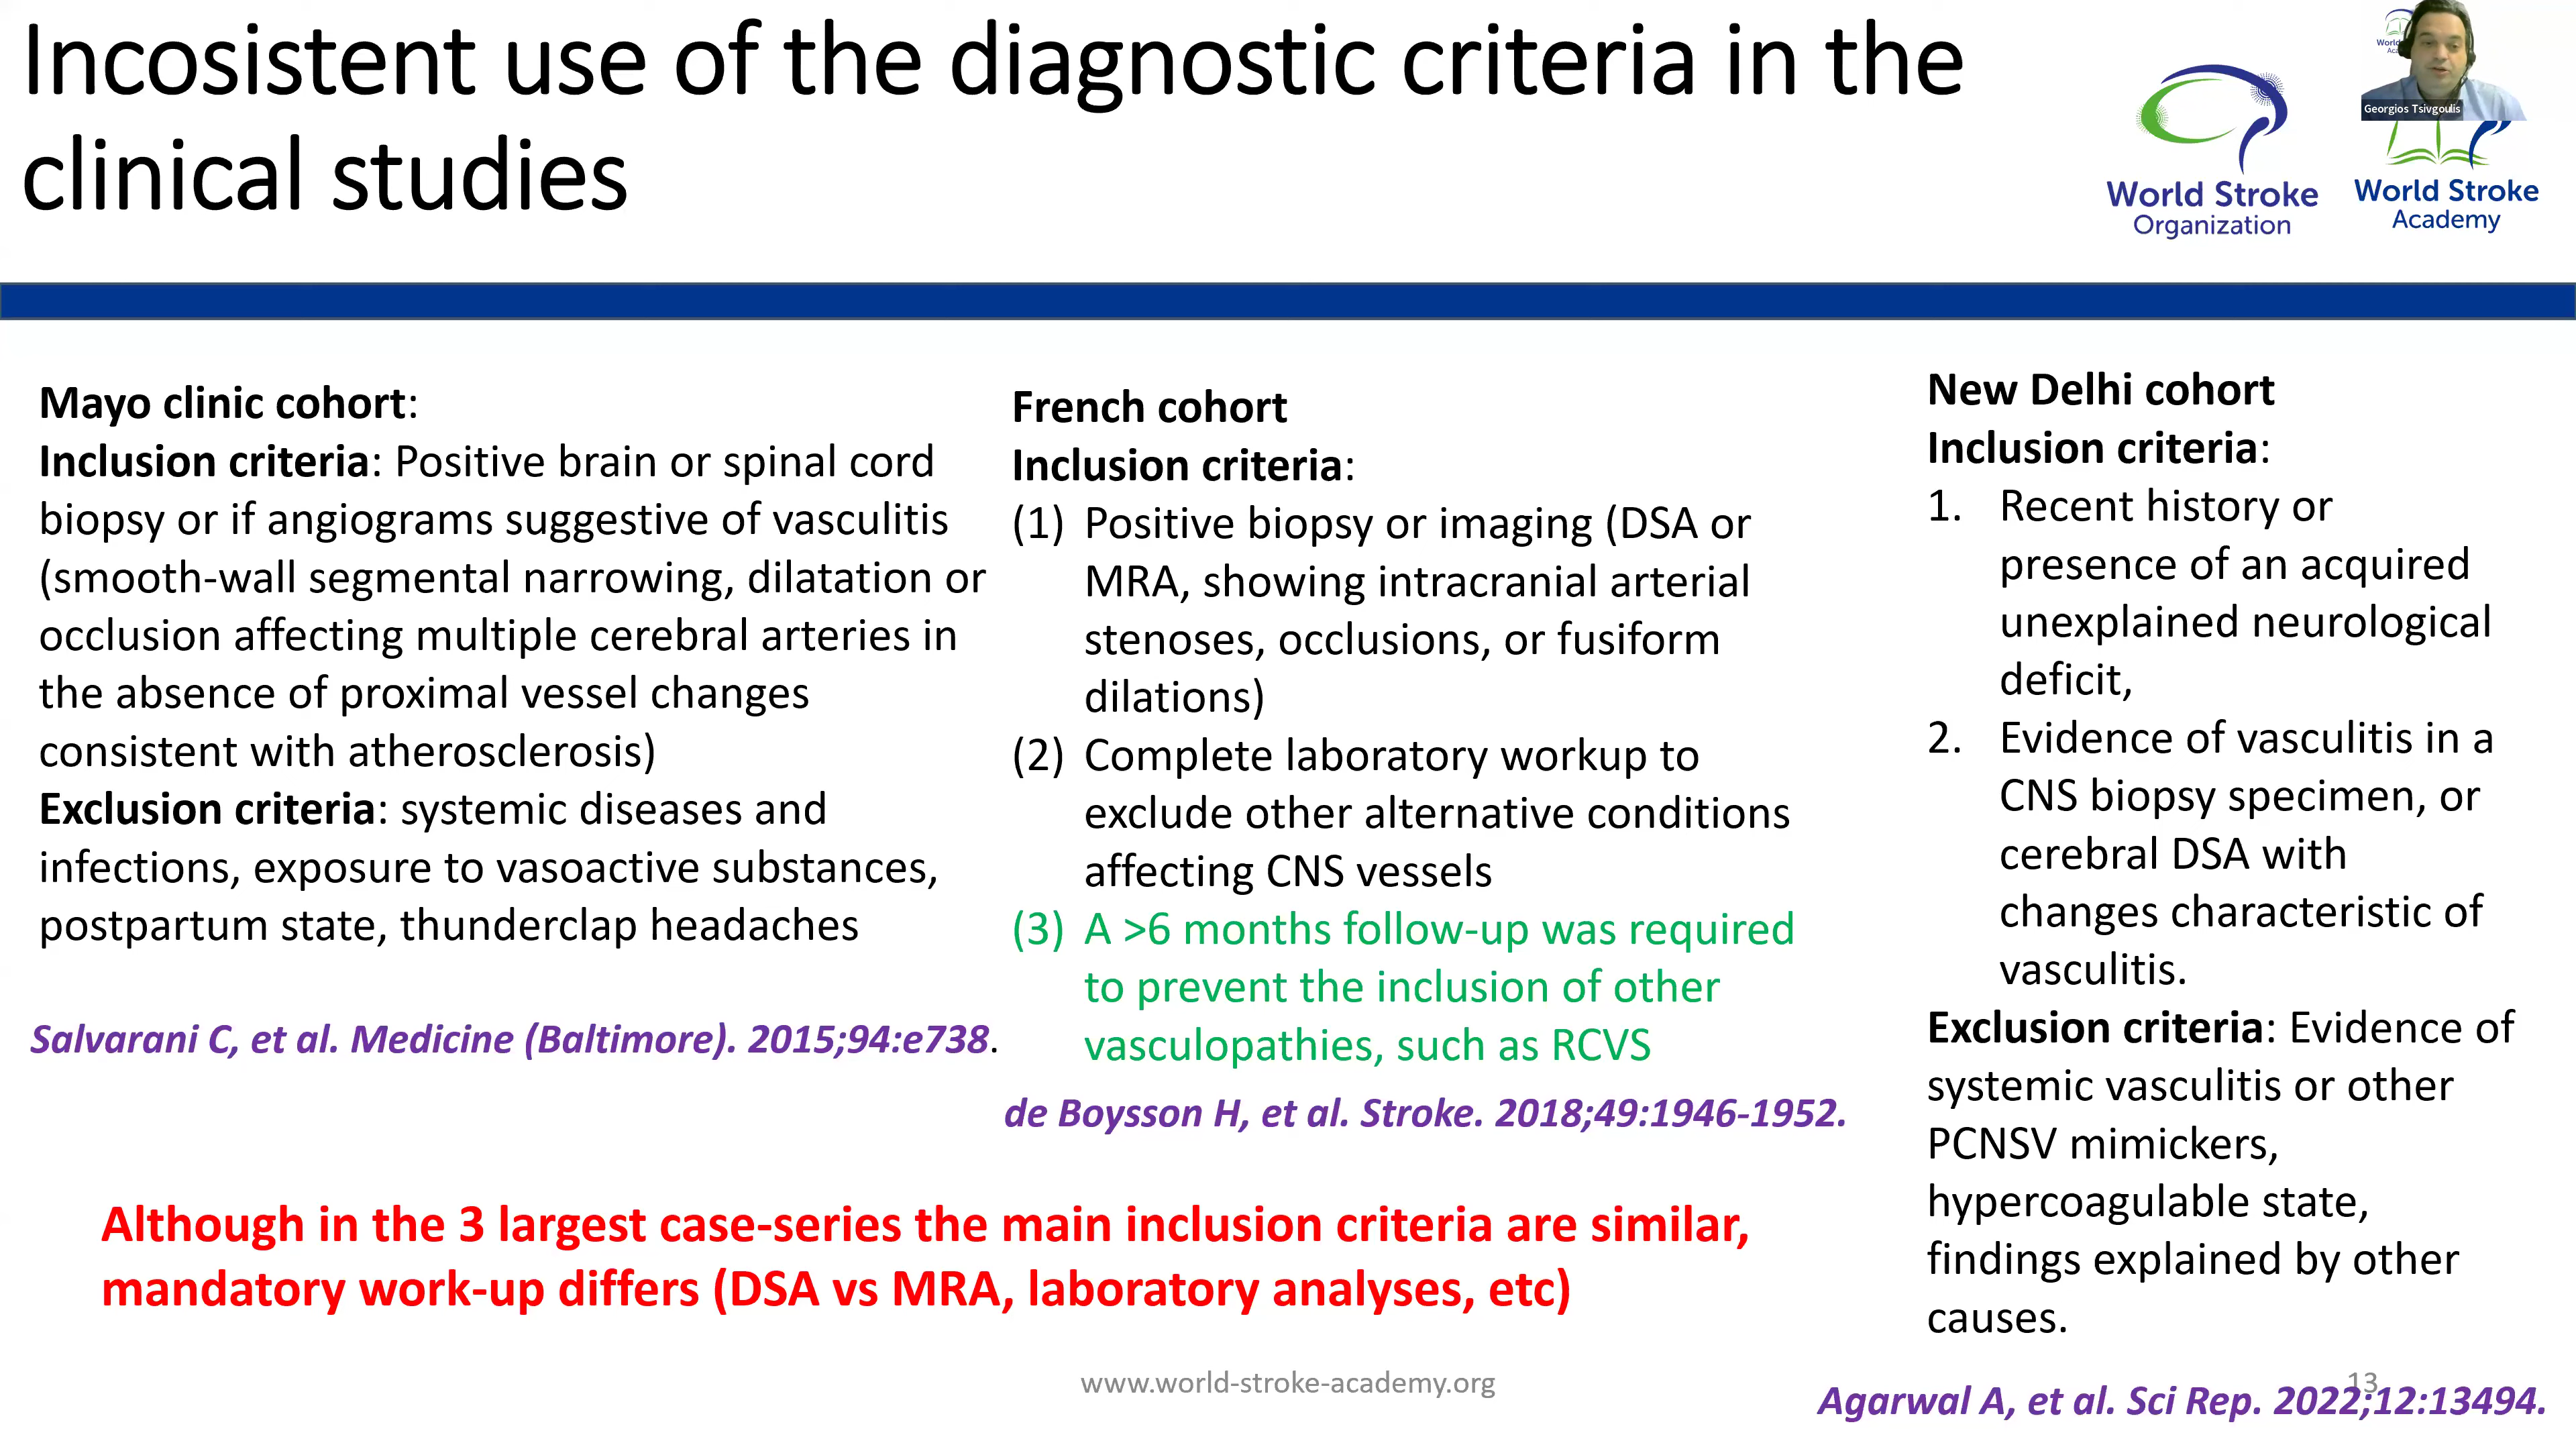 Incosistent use of the diagnostic criteria in the
clinical studies
World Stroke
Organization
Georgios Tsivgoulis
World Stroke
Academy
Mayo clinic cohort:
Inclusion criteria: Positive brain or spinal cord
biopsy or if angiograms suggestive of vasculitis
(smooth-wall segmental narrowing, dilatation or
occlusion affecting multiple cerebral arteries in
the absence of proximal vessel changes
consistent with atherosclerosis)
Exclusion criteria: systemic diseases and
infections, exposure to vasoactive substances,
postpartum state, thunderclap headaches
Salvarani C, et al. Medicine (Baltimore). 2015;94:e738.
French cohort
Inclusion criteria:
(1) Positive biopsy or imaging (DSA or
MRA, showing intracranial arterial
stenoses, occlusions, or fusiform
dilations)
(2) Complete laboratory workup to
exclude other alternative conditions
affecting CNS vessels
(3) A >6 months follow-up was required
to prevent the inclusion of other
vasculopathies, such as RCVS
de Boysson H, et al. Stroke. 2018;49:1946-1952.
New Delhi cohort
Inclusion criteria:
1. Recent history or
presence of an acquired
unexplained neurological
deficit,
2. Evidence of vasculitis in a
CNS biopsy specimen, or
cerebral DSA with
changes characteristic of
vasculitis.
Exclusion criteria: Evidence of
systemic vasculitis or other
PCNSV mimickers,
hypercoagulable state,
findings explained by other
causes.
Agarwal A, et al. Sci Rep. 2022;12:13494.
Although in the 3 largest case-series the main inclusion criteria are similar,
mandatory work-up differs (DSA vs MRA, laboratory analyses, etc)
www.world-stroke-academy.org
13